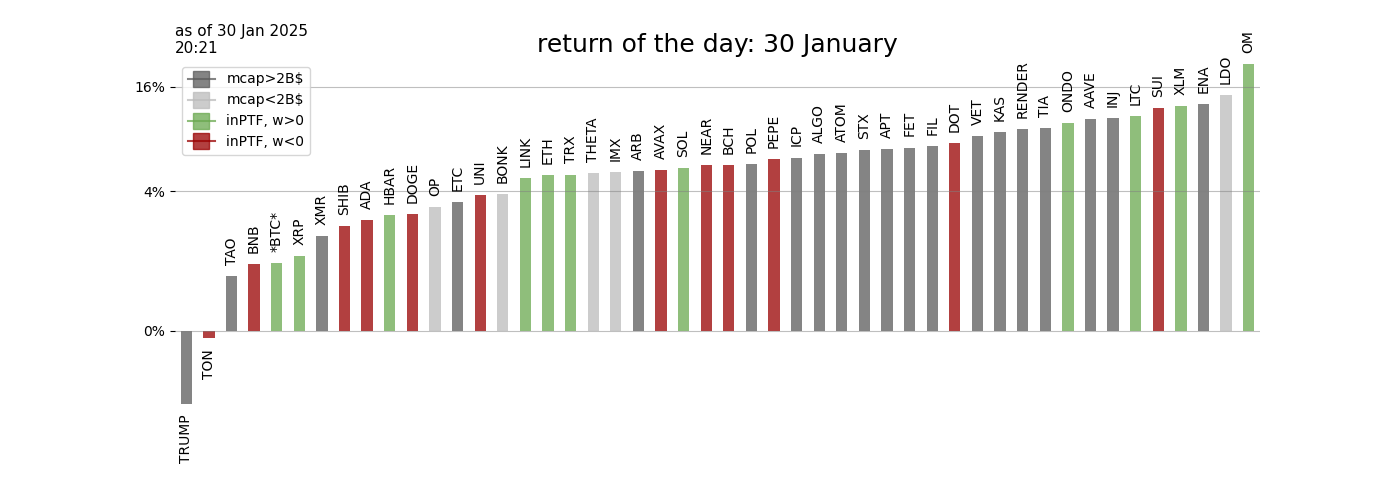 as of 30 Jan 2025
20:21
return of the day: 30 January
mcap>2B$
mcap<2B$
inPTF, w>0
inPTF, w<0
16%
4%
0%
TRUMP
TON
TAO
BNB
*BTC*
XRP
XMR
SHIB
ADA
HBAR
DOGE
OP
ETC
UNI
BONK
LINK
ETH
TRX
THETA
IMX
ARB
AVAX
SOL
NEAR
BCH
POL
PEPE
ICP
ALGO
ATOM
STX
APT
FET
FIL
DOT
VET
KAS
RENDER
TIA
ONDO
AAVE
INJ
LTC
SUI
XLM
ENA
LDO
OM